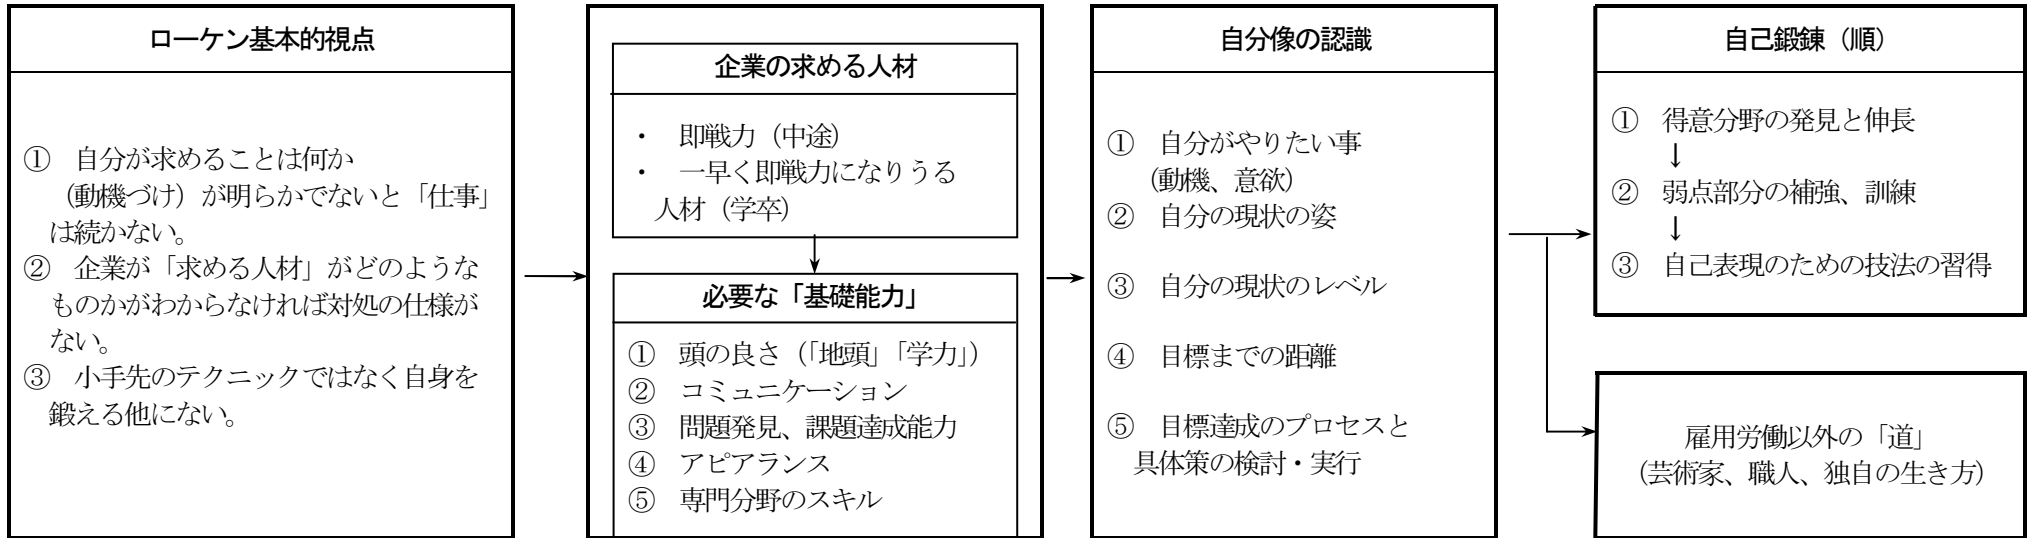 ローケン基本的視点
① 自分が求めることは何か
（動機づけ）が明らかでないと「仕事」
は続かない。
② 企業が「求める人材」がどのような
ものかがわからなければ対処の仕様が
ない。
③ 小手先のテクニックではなく自身を
鍛える他にない。
企業の求める人材
・ 即戦力（中途）
・ 一早く即戦力になりうる
人材（学卒）
必要な「基礎能力」
① 頭の良さ（「地頭」「学力」）
② コミュニケーション
③ 問題発見、課題達成能力
④ アピアランス
⑤ 専門分野のスキル
自分像の認識
① 自分がやりたい事
（動機、意欲）
② 自分の現状の姿
③ 自分の現状のレベル
④ 目標までの距離
⑤ 目標達成のプロセスと
具体策の検討・実行
自己鍛錬（順）
① 得意分野の発見と伸長
↓
② 弱点部分の補強、訓練
↓
③ 自己表現のための技法の習得
雇用労働以外の「道」
（芸術家、職人、独自の生き方）